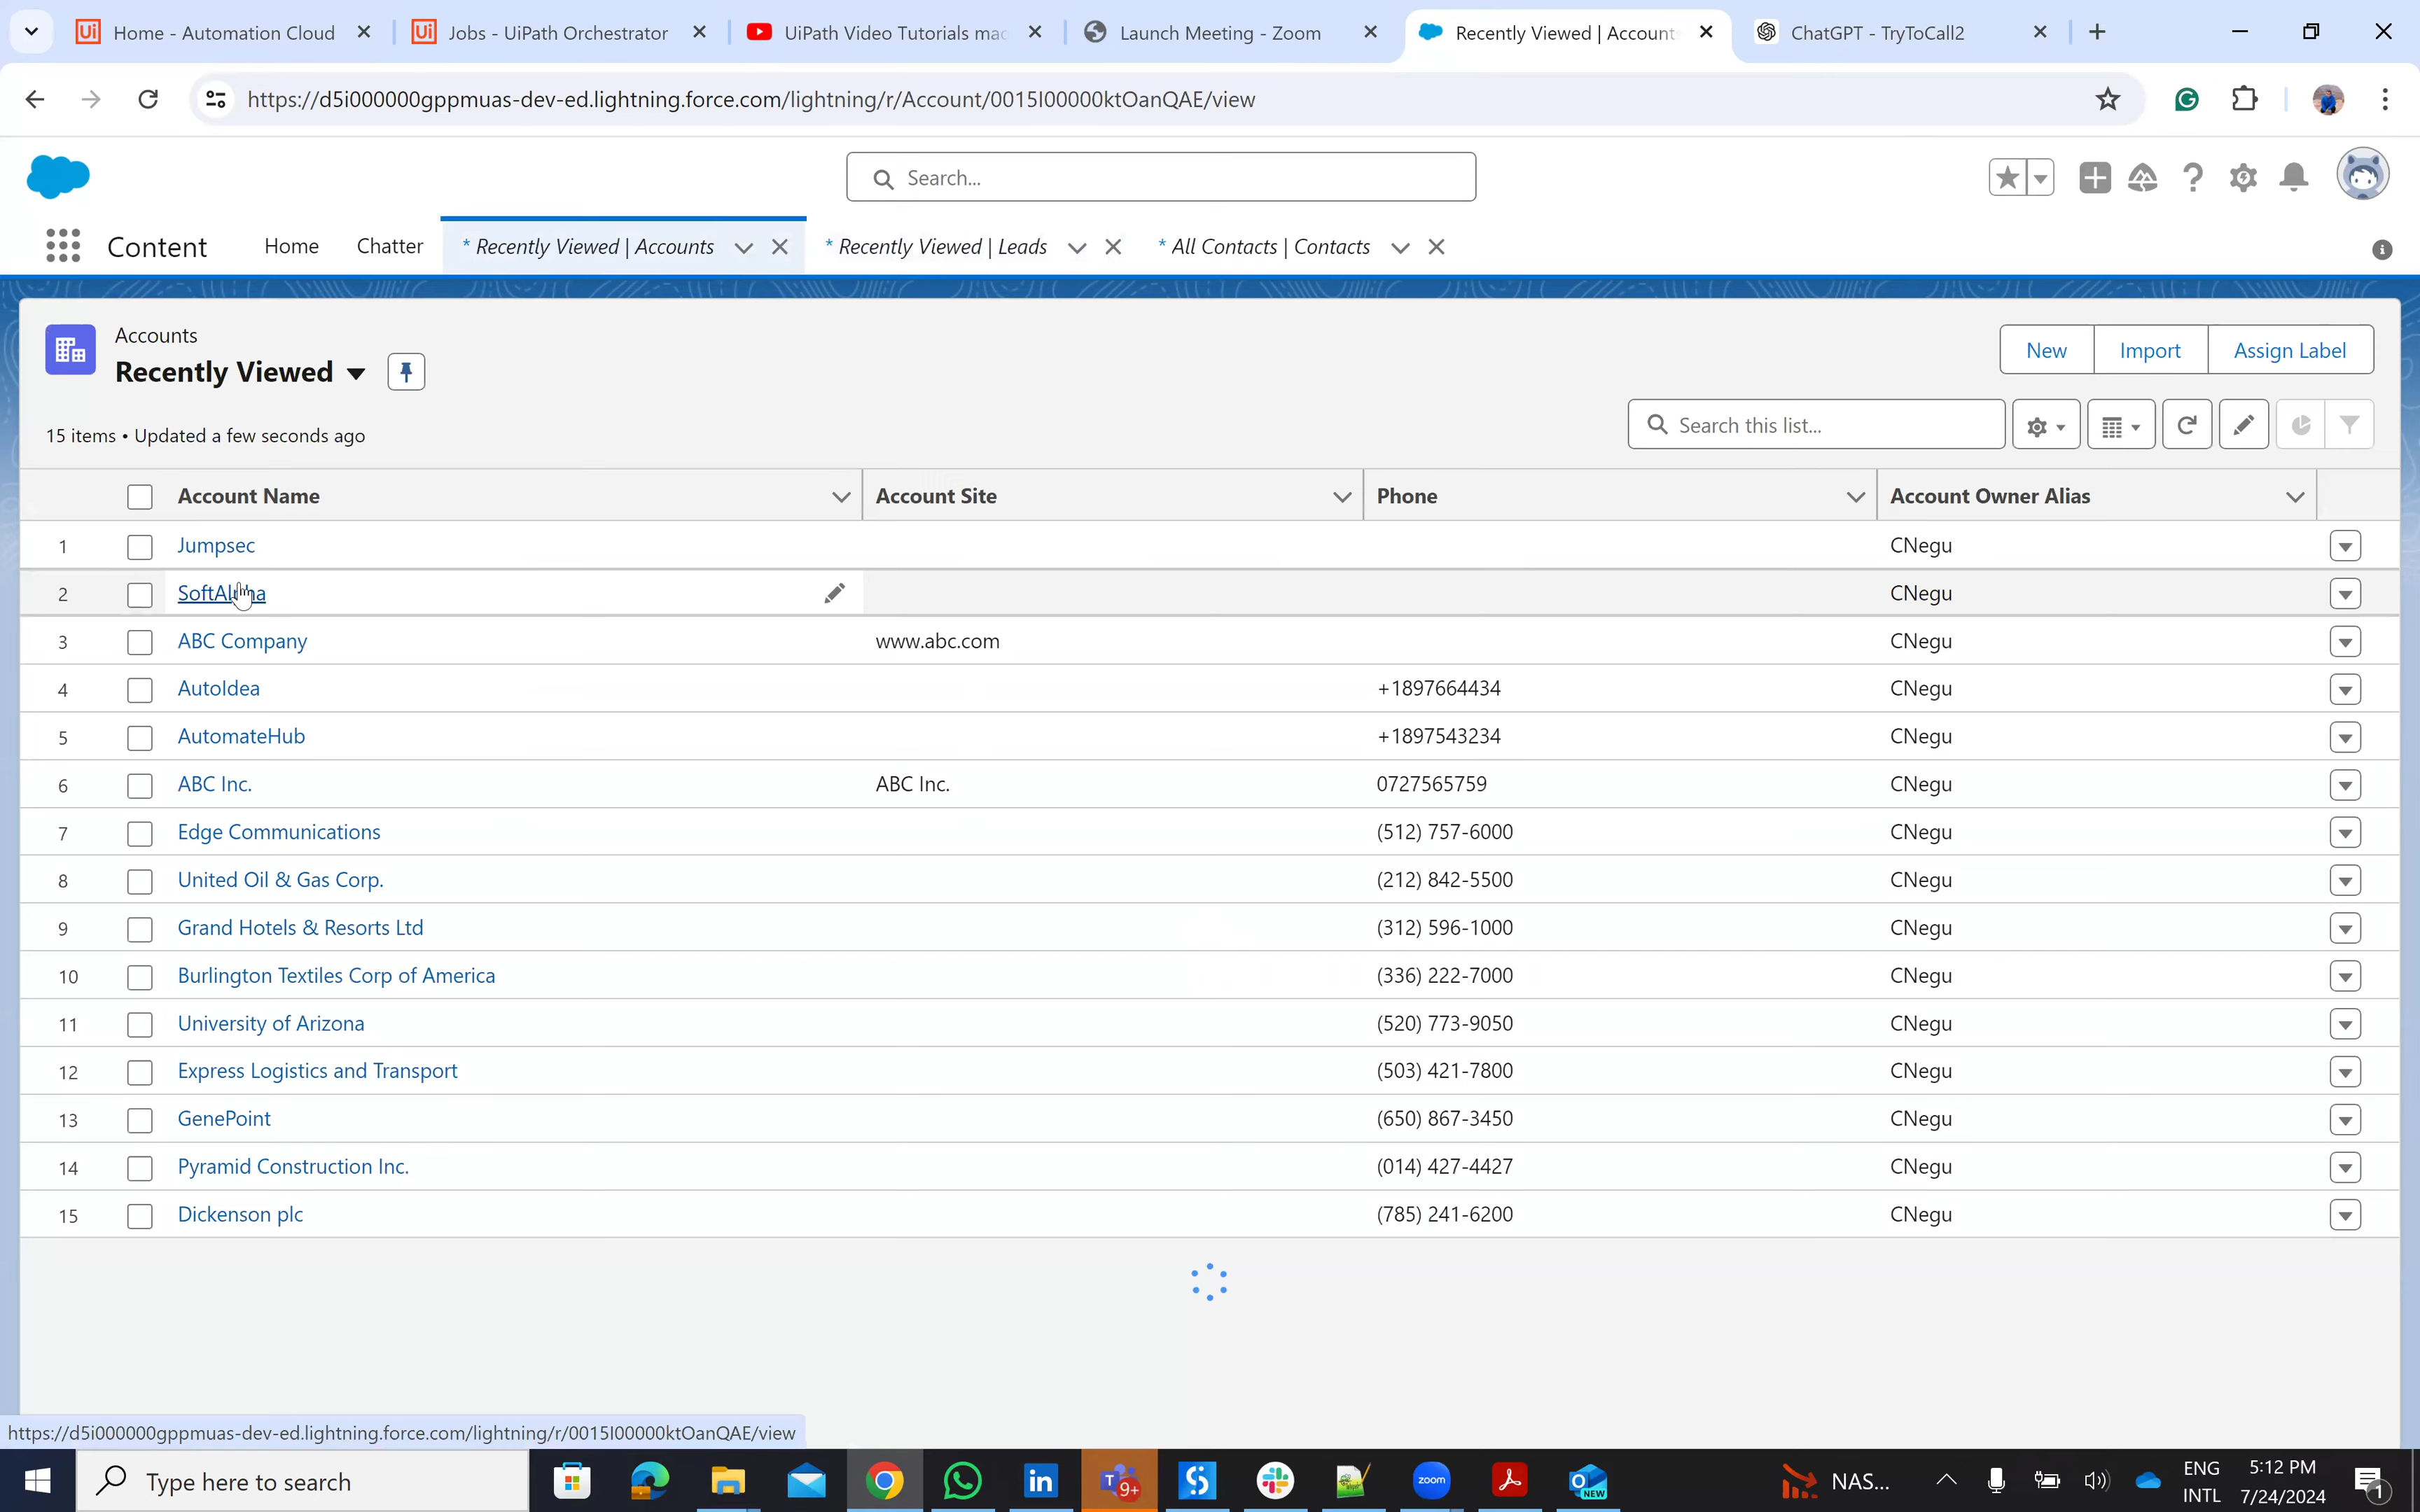 Home - Automation Cloud
Jobs - UiPath Orchestrator
UiPath Video Tutorials mac
Launch Meeting - Zoom
Recently Viewed | Account
ChatGPT - TryToCall2
https://d5i000000gppmuas-dev-ed.lightning.force.com/lightning/r/Account/0015I00000ktOanQAE/view
Search...
Content
Home
Chatter
* Recently Viewed | Accounts
* Recently Viewed | Leads
* All Contacts | Contacts
Accounts
Recently Viewed
New
Import
Assign Label
15 items • Updated a few seconds ago
Search this list...
Account Name
Account Site
Phone
Account Owner Alias
1 Jumpsec CNegu
2 SoftAlpha CNegu
3 ABC Company www.abc.com CNegu
4 AutoIdea +1897664434 CNegu
5 AutomateHub +1897543234 CNegu
6 ABC Inc. ABC Inc. 0727565759 CNegu
7 Edge Communications (512) 757-6000 CNegu
8 United Oil & Gas Corp. (212) 842-5500 CNegu
9 Grand Hotels & Resorts Ltd (312) 596-1000 CNegu
10 Burlington Textiles Corp of America (336) 222-7000 CNegu
11 University of Arizona (520) 773-9050 CNegu
12 Express Logistics and Transport (503) 421-7800 CNegu
13 GenePoint (650) 867-3450 CNegu
14 Pyramid Construction Inc. (014) 427-4427 CNegu
15 Dickenson plc (785) 241-6200 CNegu
https://d5i000000gppmuas-dev-ed.lightning.force.com/lightning/r/0015I00000ktOanQAE/view
Type here to search
9+
zoom
NEW
NAS...
ENG
INTL
5:12 PM
7/24/2024
1